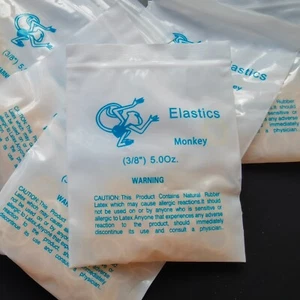 Elastics
Monkey
(3/8") 5.0Oz.
WARNING
CAUTION:This Product Contains Natural Rubber
Latex which may cause allergic reactions.It should
not be used on or by anyone who is sensitive or
allergic to Latex.Anyone that experiences any adverse
reaction to the product, should immediately
discontinue its use and consult a physician.